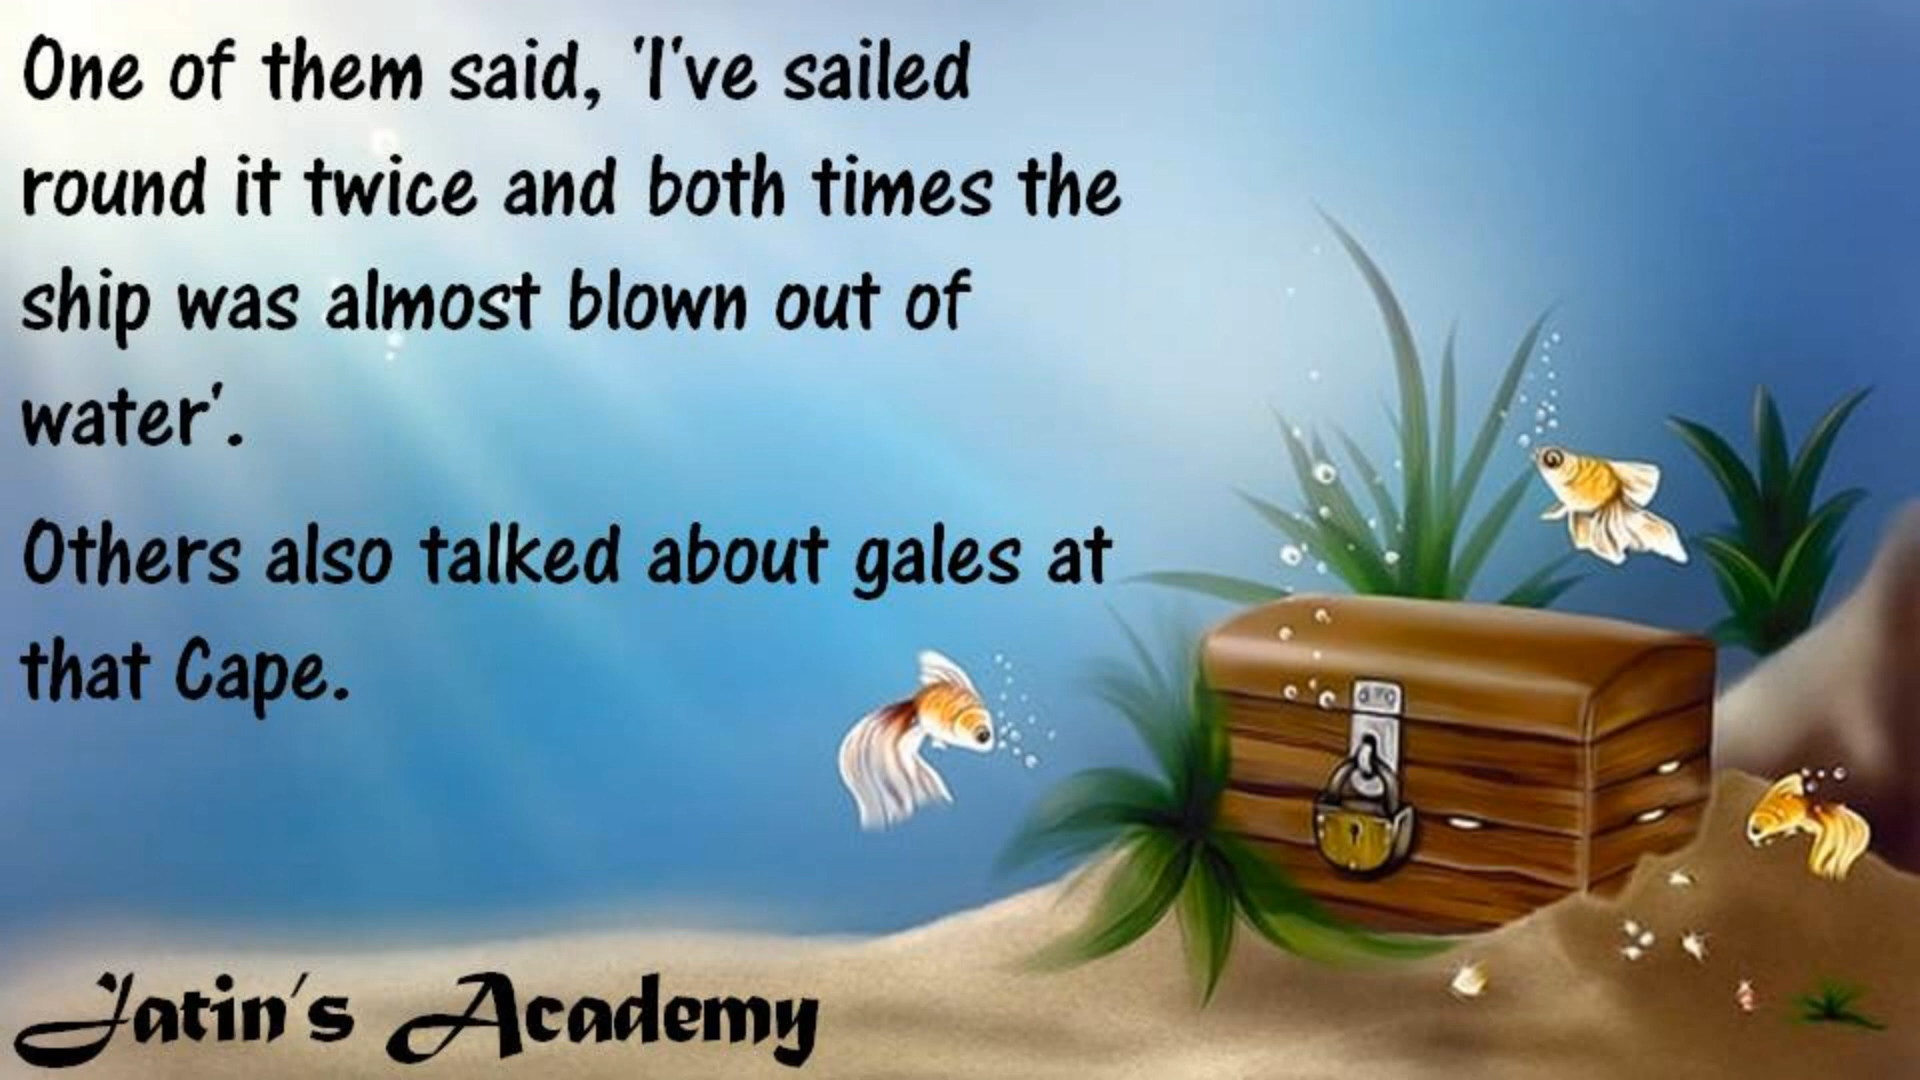 One of them said, 'I've sailed
round it twice and both times the
ship was almost blown out of
water'.
Others also talked about gales at
that Cape.
Jatin's Academy